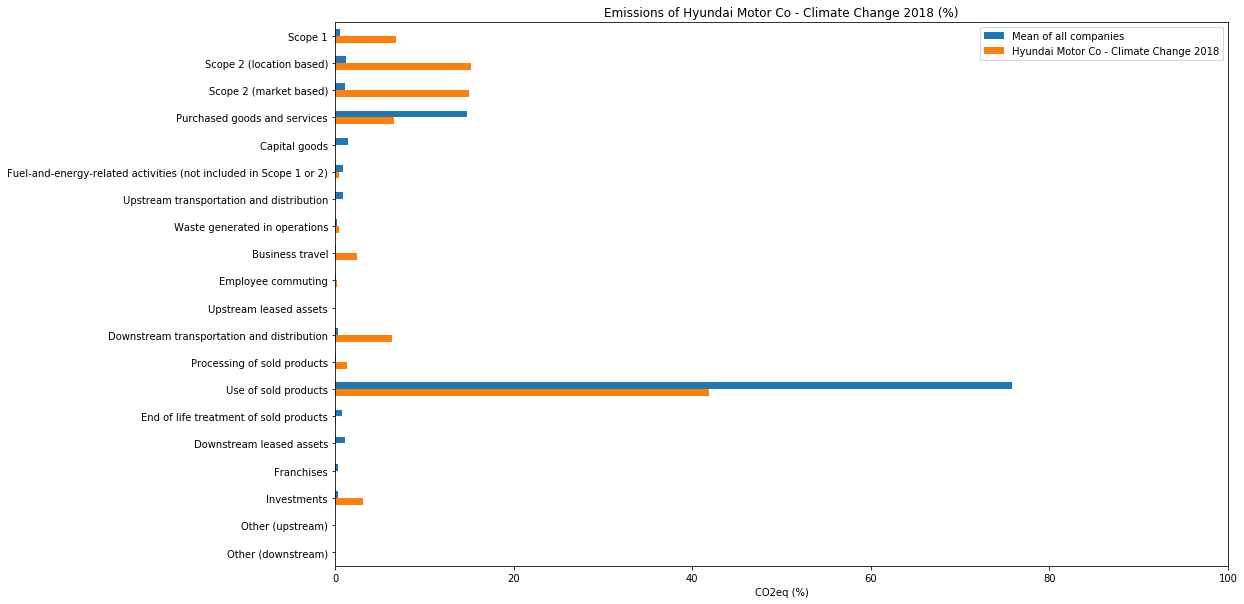 Emissions of Hyundai Motor Co - Climate Change 2018 (%)
Mean of all companies
Hyundai Motor Co - Climate Change 2018
Scope 1
Scope 2 (location based)
Scope 2 (market based)
Purchased goods and services
Capital goods
Fuel-and-energy-related activities (not included in Scope 1 or 2)
Upstream transportation and distribution
Waste generated in operations
Business travel
Employee commuting
Upstream leased assets
Downstream transportation and distribution
Processing of sold products
Use of sold products
End of life treatment of sold products
Downstream leased assets
Franchises
Investments
Other (upstream)
Other (downstream)
0 20 40 60 80 100
CO2eq (%)